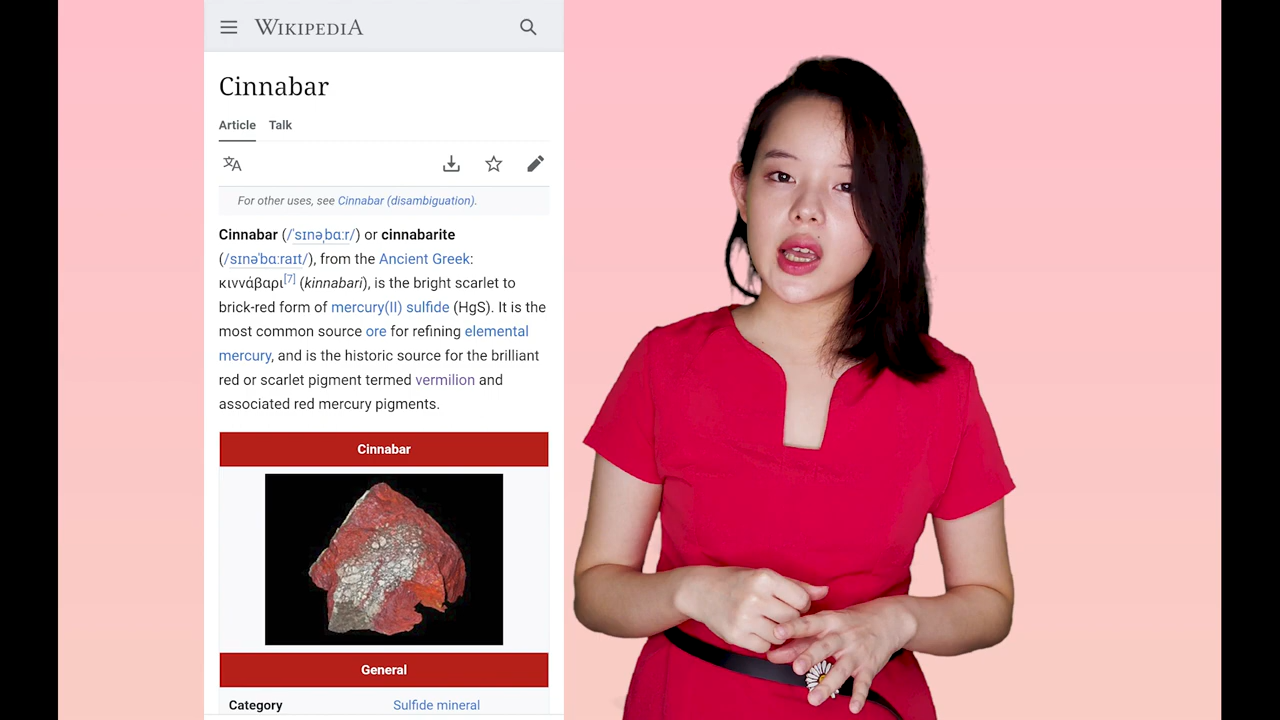 WIKIPEDIA
Cinnabar
Article Talk
For other uses, see Cinnabar (disambiguation).
Cinnabar (/ˈsɪnəˌbɑːr/) or cinnabarite
(/sɪnəˈbɑːraɪt/), from the Ancient Greek:
κιννάβαρι[7] (kinnabari), is the bright scarlet to
brick-red form of mercury(II) sulfide (HgS). It is the
most common source ore for refining elemental
mercury, and is the historic source for the brilliant
red or scarlet pigment termed vermilion and
associated red mercury pigments.
Cinnabar
General
Category Sulfide mineral